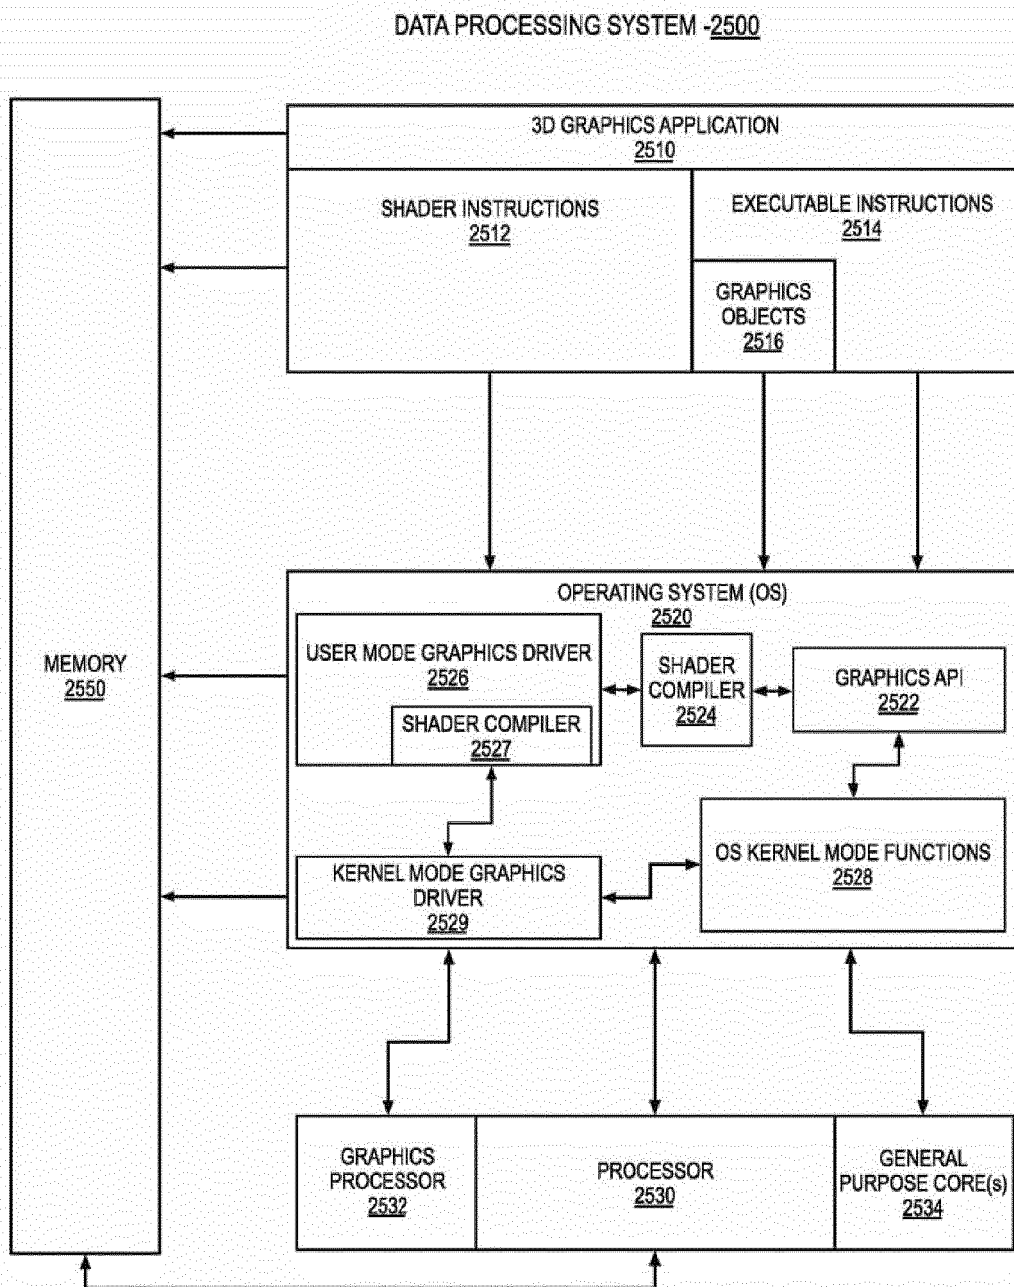 DATA PROCESSING SYSTEM -2500
3D GRAPHICS APPLICATION
2510
SHADER INSTRUCTIONS
2512
EXECUTABLE INSTRUCTIONS
2514
GRAPHICS
OBJECTS
2516
MEMORY
2550
OPERATING SYSTEM (OS)
2520
USER MODE GRAPHICS DRIVER
2526
SHADER COMPILER
2527
SHADER
COMPILER
2524
GRAPHICS API
2522
KERNEL MODE GRAPHICS
DRIVER
2529
OS KERNEL MODE FUNCTIONS
2528
GRAPHICS
PROCESSOR
2532
PROCESSOR
2530
GENERAL
PURPOSE CORE(s)
2534